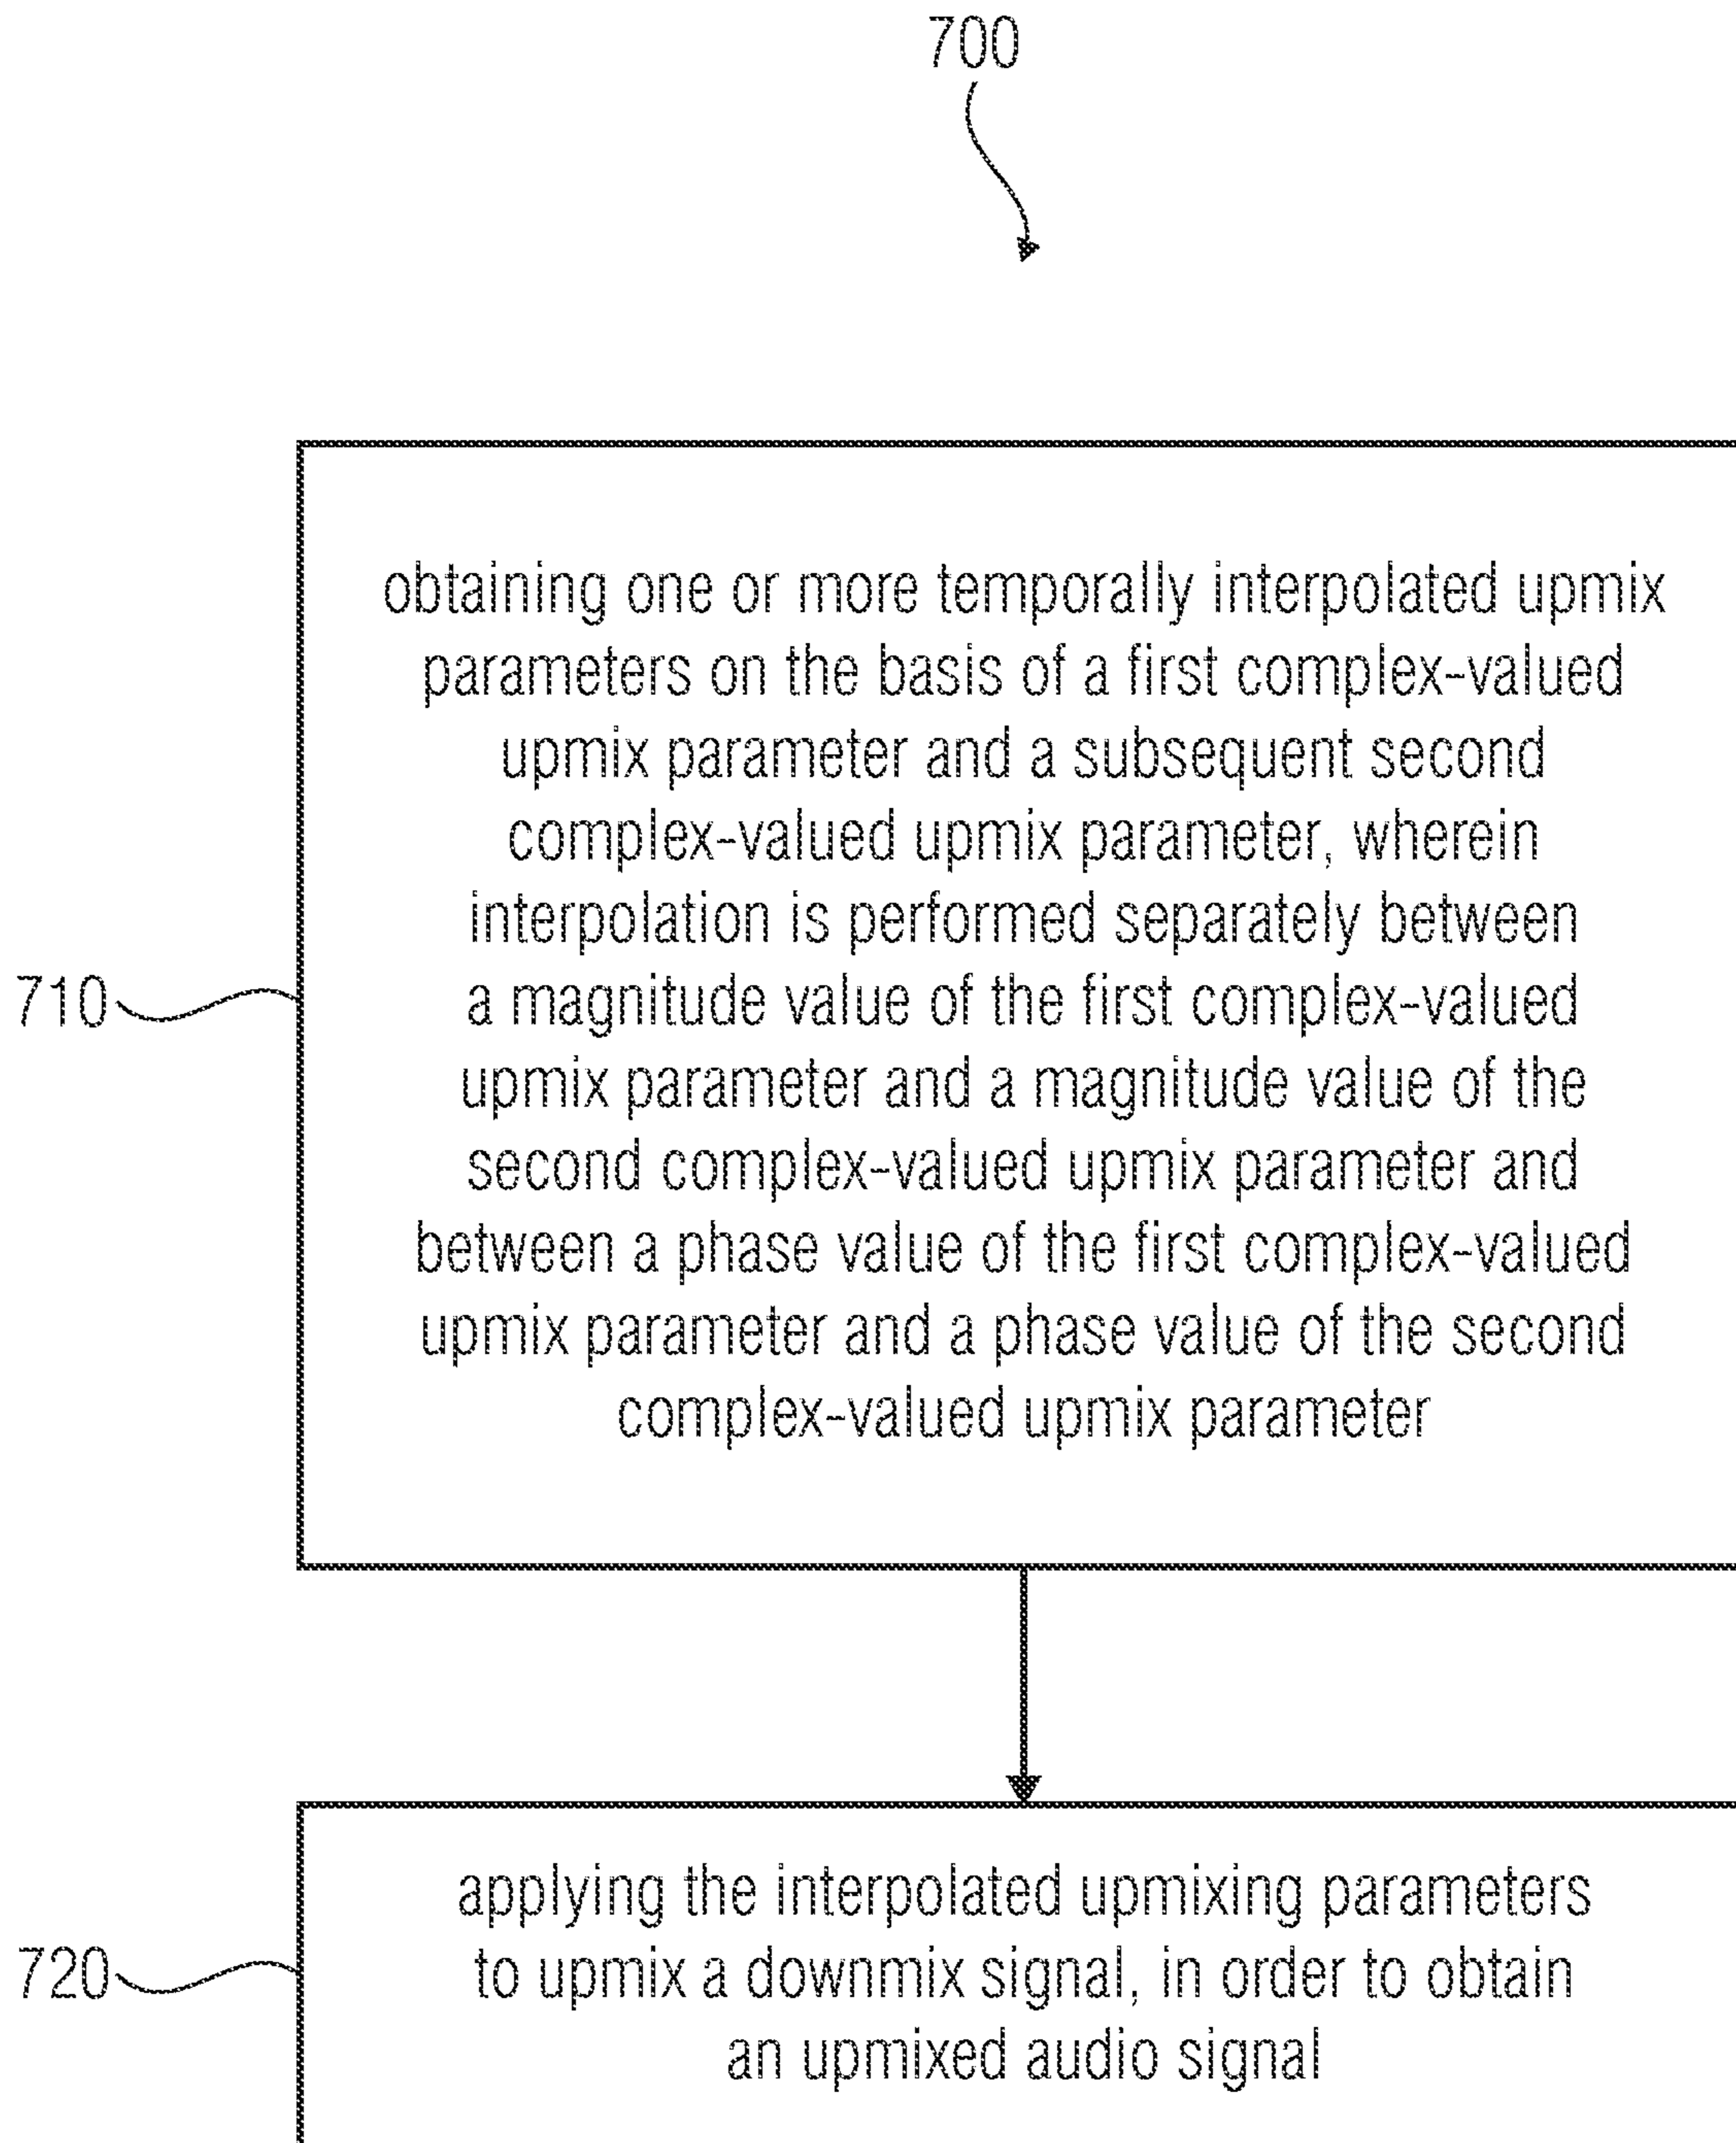 700
obtaining one or more temporally interpolated upmix
parameters on the basis of a first complex-valued
upmix parameter and a subsequent second
complex-valued upmix parameter, wherein
interpolation is performed separately between
a magnitude value of the first complex-valued
upmix parameter and a magnitude value of the
second complex-valued upmix parameter and
between a phase value of the first complex-valued
upmix parameter and a phase value of the second
complex-valued upmix parameter
710
applying the interpolated upmixing parameters
to upmix a downmix signal, in order to obtain
an upmixed audio signal
720